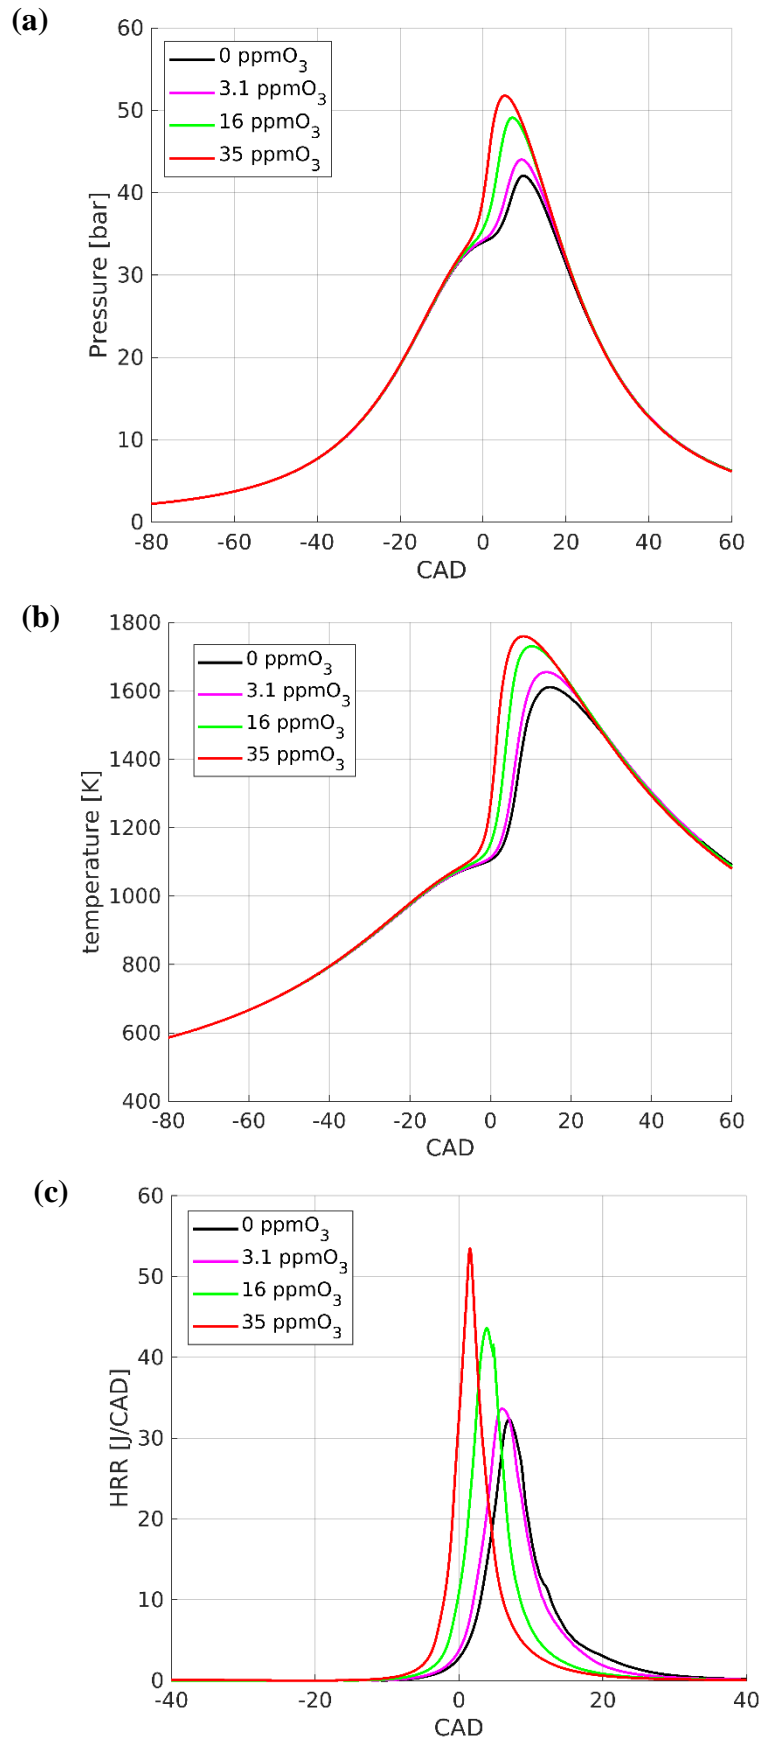 (a)
60
50
40
30
20
10
0
Pressure [bar]
0 ppmO3
3.1 ppmO3
16 ppmO3
35 ppmO3
-80 -60 -40 -20 0 20 40 60
CAD
(b)
1800
1600
1400
1200
1000
800
600
400
temperature [K]
0 ppmO3
3.1 ppmO3
16 ppmO3
35 ppmO3
-80 -60 -40 -20 0 20 40 60
CAD
(c)
60
50
40
30
20
10
0
HRR [J/CAD]
0 ppmO3
3.1 ppmO3
16 ppmO3
35 ppmO3
-40 -20 0 20 40
CAD